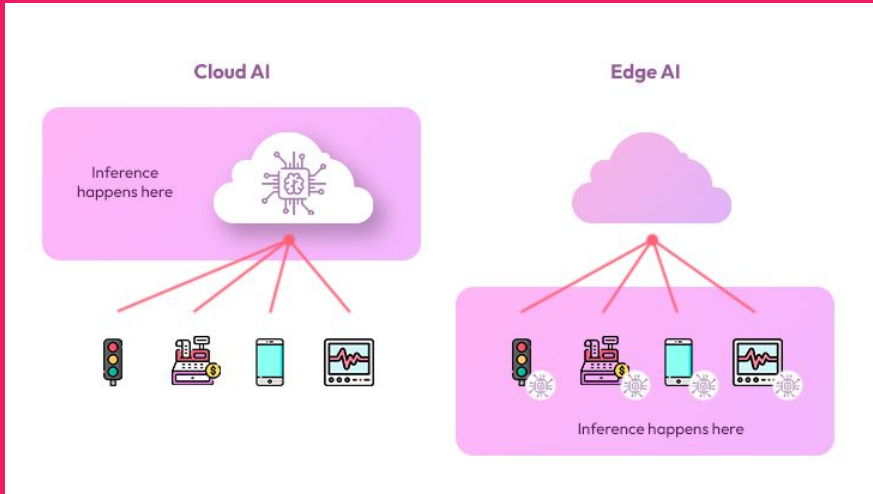 Cloud AI
Edge AI
Inference
happens here
$
$
Inference happens here